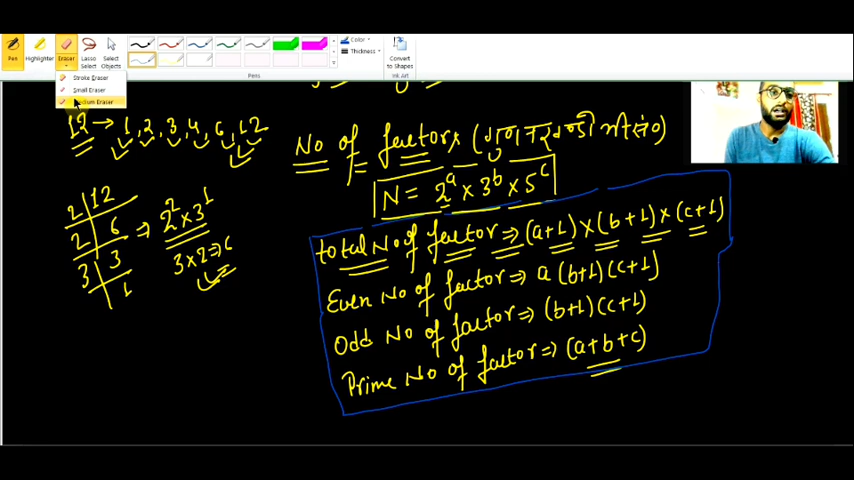 Pen Highlighter Eraser Lasso Select Select Objects
Color
Thickness
Convert to Shapes
Pens
Ink Art
Stroke Eraser
Small Eraser
Medium Eraser
12 → 1, 2, 3, 4, 6, 12
No of factors
N = 2^a × 3^b × 5^c
2 | 12
2 | 6
3 | 3
1
⇒ 2^2 × 3^1
3 × 2 ⇒ 6
total No of factor ⇒ (a+1) × (b+1) × (c+1)
Even No of factor ⇒ a (b+1) (c+1)
Odd No of factor ⇒ (b+1) (c+1)
Prime No of factor ⇒ (a+b+c)